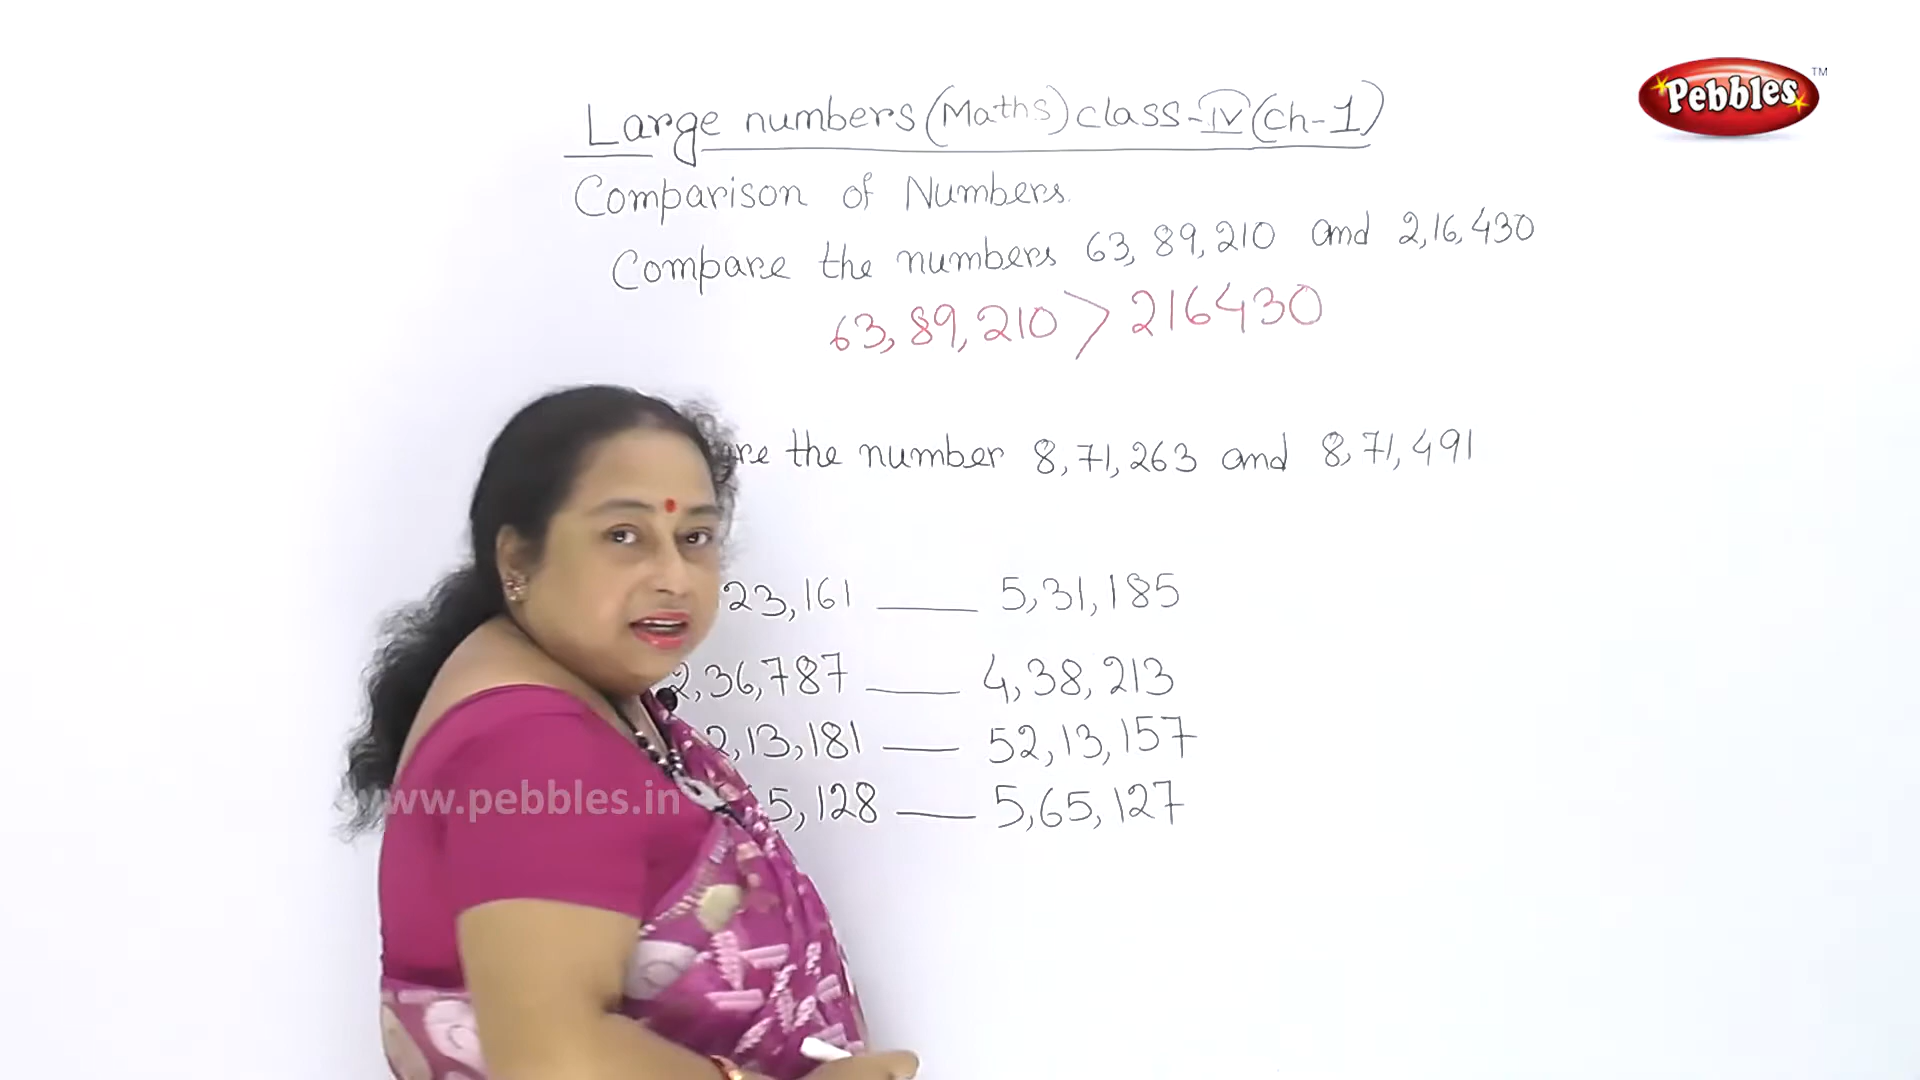 Pebbles TM
Large numbers (Maths) class-IV (Ch-1)
Comparison of Numbers.
Compare the numbers 63,89,210 and 2,16,430
63,89,210 > 216430
the number 8,71,263 and 8,71,491
23,161 ____ 5,31,185
2,36,787 ____ 4,38,213
2,13,181 ____ 52,13,157
5,128 ____ 5,65,127
www.pebbles.in